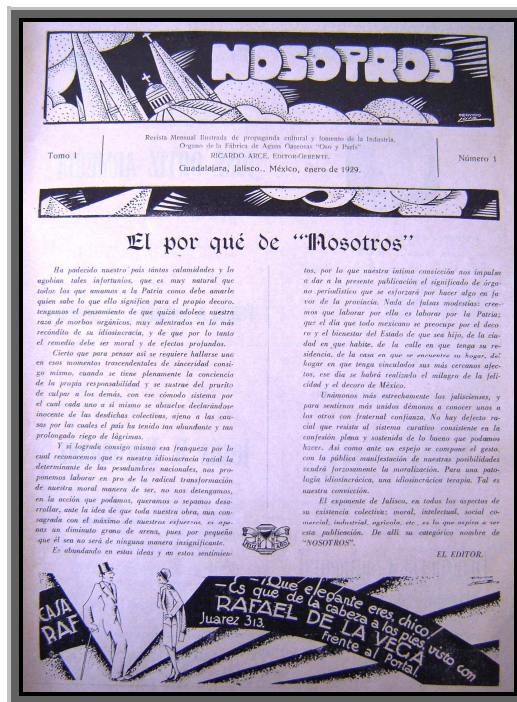 NOSOTROS
Revista Mensual Ilustrada de propaganda cultural y fomento de la Industria.
Organo de la Fábrica de Aguas Gaseosas "Oso y París"
Tomo I
RICARDO ARCE, EDITOR-GERENTE.
Número 1
Guadalajara, Jalisco., México, enero de 1929.
El por qué de "Nosotros"
Ha padecido nuestro país tántas calamidades y lo
agobian tales infortunios, que es muy natural que
todos los que amamos a la Patria como debe amarle
quien sabe lo que ello significa para el propio decoro,
tengamos el pensamiento de que quizá adolece nuestra
raza de morbos orgánicos, muy adentrados en lo más
recóndito de su idiosincracia, y de que por lo tanto
el remedio debe ser moral y de efectos profundos.
Cierto que para pensar así se requiere hallarse uno
en esos momentos trascendentales de sinceridad consi-
go mismo, cuando se tiene plenamente la conciencia
de la propia responsabilidad y se sustrae del prurito
de culpar a los demás, con ese cómodo sistema por
el cual cada uno a sí mismo se absuelve declarándose
inocente de las desdichas colectivas, ajeno a las cau-
sas por las cuales el país ha tenido tan abundante y tan
prolongado riego de lágrimas.
Y si lograda consigo mismo esa franqueza por lo
cual reconocemos que es nuestra idiosincracia racial la
determinante de las pesadumbres nacionales, nos pro-
ponemos laborar en pro de la radical transformación
de nuestra moral manera de ser, no nos detengamos,
en la acción que podamos, queramos o sepamos desa-
rrollar, ante la idea de que toda nuestra obra, aun con-
sagrada con el máximo de nuestros esfuerzos, es ape-
nas un diminuto grano de arena, pues por pequeño
que él sea no será de ninguna manera insignificante.
Es abundando en estas ideas y en estos sentimien-
tos, por lo que nuestra íntima convicción nos impulsa
a dar a la presente publicación el significado de órga-
no periodístico que se esforzará por hacer algo en fa-
vor de la provincia. Nada de falsas modestias: cree-
mos que laborar por ello es laborar por la Patria;
que el día que todo mexicano se preocupe por el deco-
ro y el bienestar del Estado de que sea hijo, de la ciu-
dad en que habite, de la calle en que tenga su re-
sidencia, de la casa en que se encuentre su hogar, del
hogar en que tenga vinculados sus más cercanos afec-
tos, ese día se habrá realizado el milagro de la feli-
cidad y el decoro de México.
Unámonos más estrechamente los jaliscienses, y
para sentirnos más unidos démonos a conocer unos a
los otros con fraternal confianza. No hay defecto ra-
cial que resista al sistema curativo consistente en la
confesión plana y sostenida de lo bueno que podamos
hacer. Así como ante un espejo se compone el gesto,
con la pública manifestación de nuestras posibilidades
vendrá forzosamente la moralización. Para una pato-
logía idiosincrásica, una idiosincrásica terapia. Tal es
nuestra convicción.
El exponente de Jalisco, en todos los aspectos de
su existencia colectiva: moral, intelectual, social co-
mercial, industrial, agrícola, etc., es lo que aspira a ser
esta publicación. De allí su categórico nombre de
"NOSOTROS".
EL EDITOR.
CASA
RAF
—¡Qué elegante eres, chico!
—Es que de la cabeza a los pies visto con
RAFAEL DE LA VEGA
Juarez 313.
Frente al Portal.